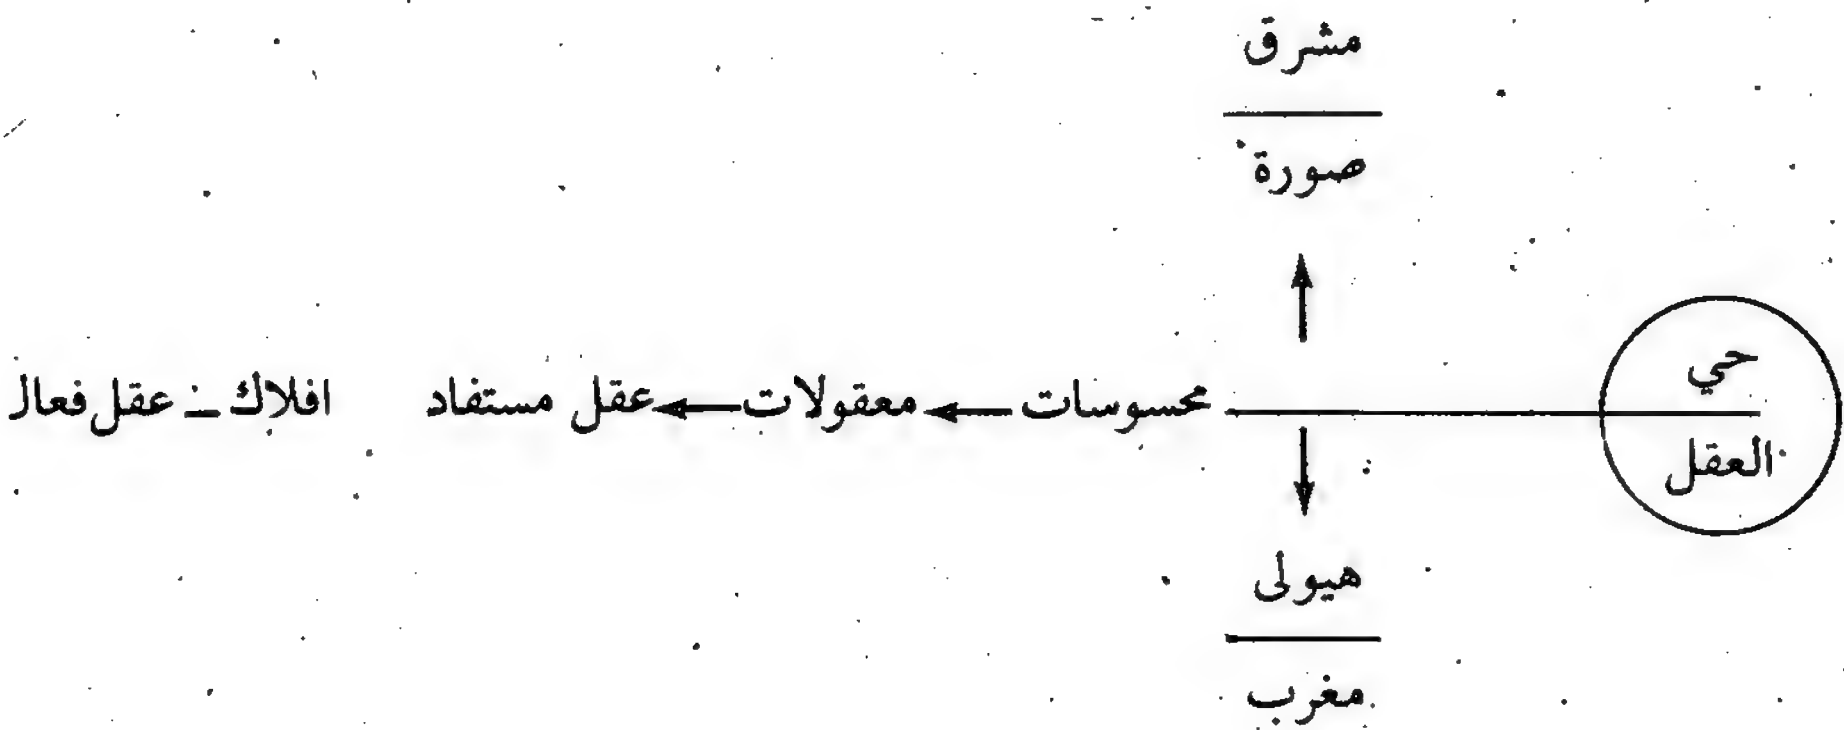 مشرق
صورة
حي
العقل
محسوسات ← معقولات ← عقل مستفاد افلاك – عقل فعال
هيولى
مغرب